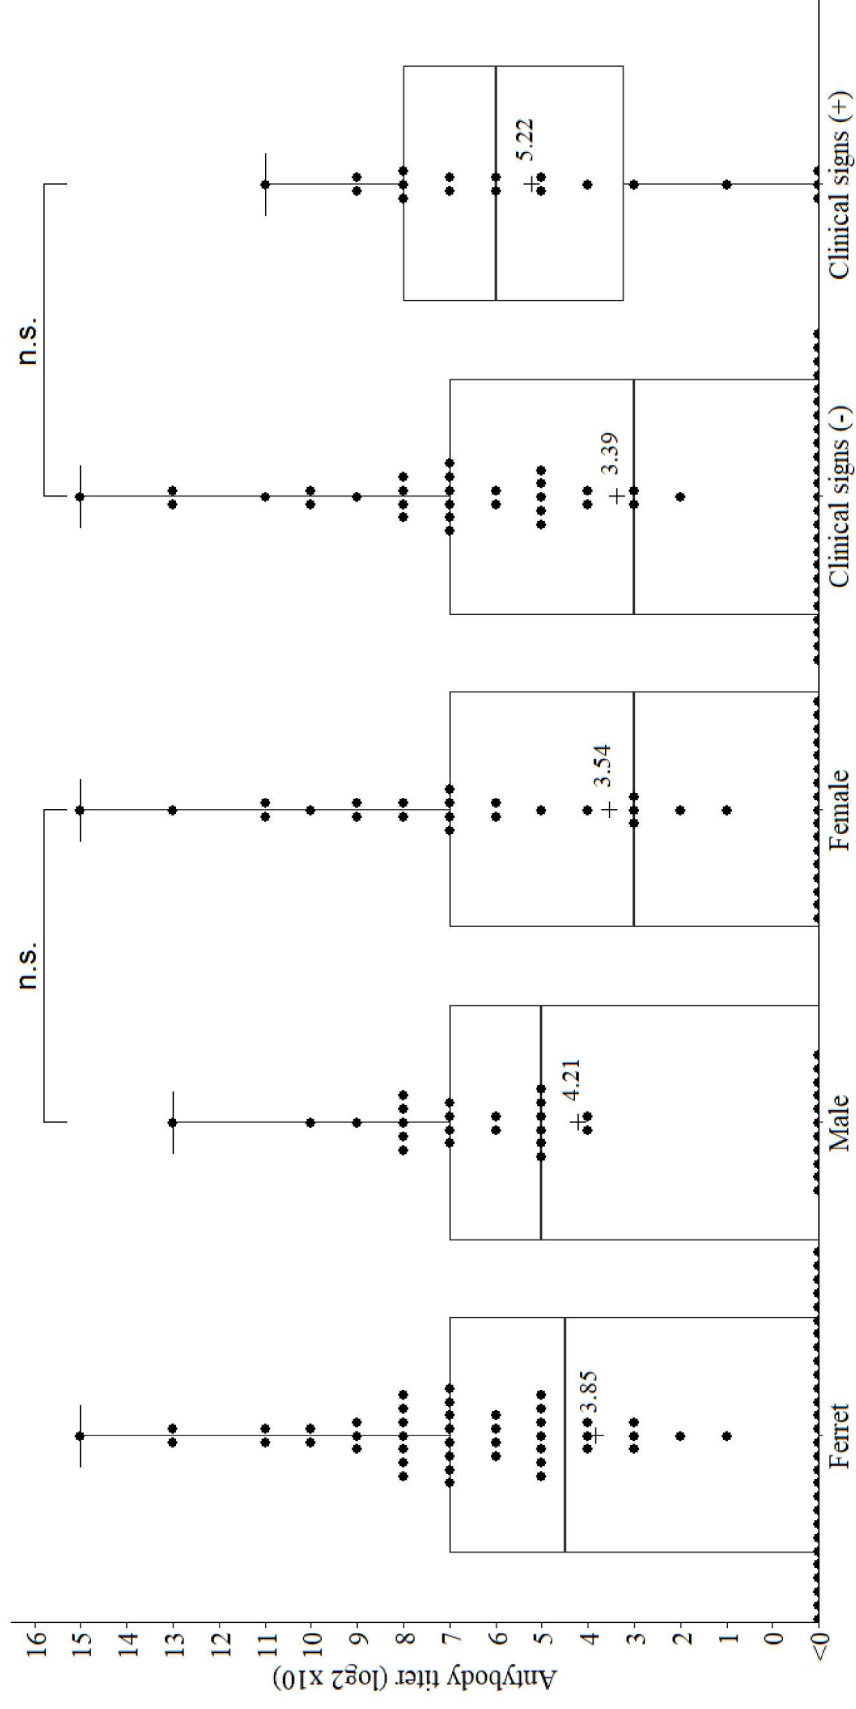 n.s.
n.s.
16
15
14
13
12
11
10
9
8
7
6
5
4
3
2
1
0
<0
Antybody titer (log2 x10)
3.85
4.21
3.54
3.39
5.22
Ferret
Male
Female
Clinical signs (-)
Clinical signs (+)